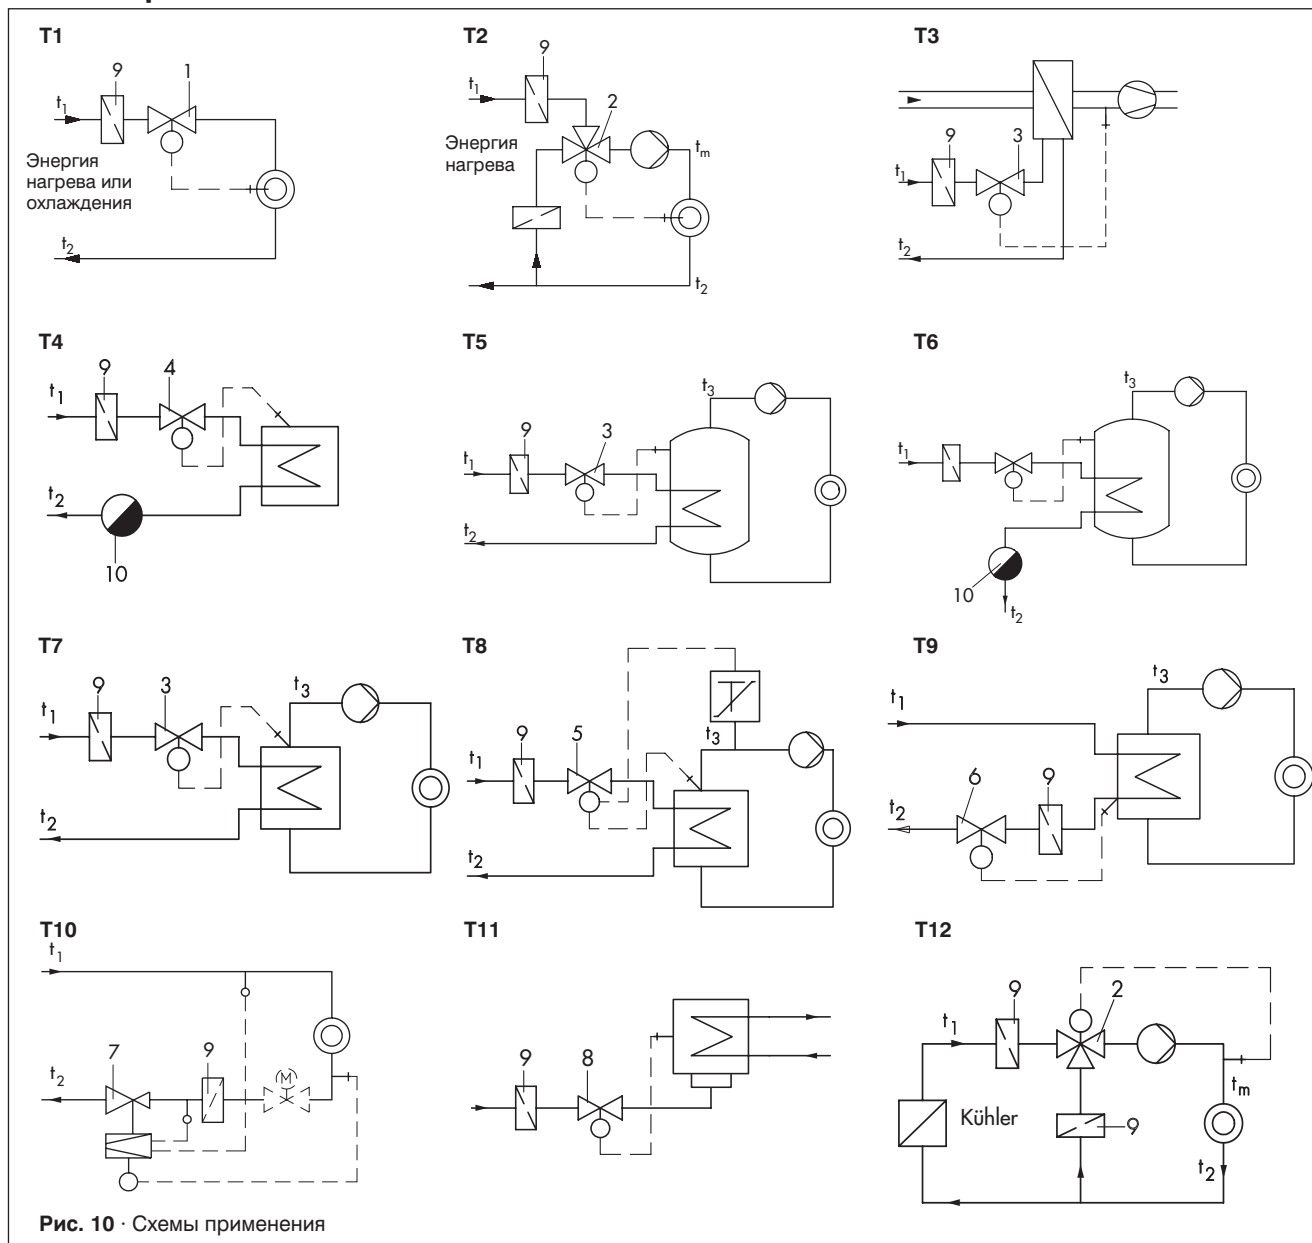 T1
9
1
t1
Энергия
нагрева или
охлаждения
t2
T2
9
t1
2
Энергия
нагрева
tm
t2
T3
9
3
t1
t2
T4
9
4
t1
t2
10
T5
t3
9
3
t1
t2
T6
t3
t1
10
t2
T7
9
3
t3
t1
t2
T8
t3
9
5
t1
t2
T9
t3
t1
6
9
t2
T10
t1
7
9
M
t2
T11
9
8
T12
9
2
t1
tm
Kühler
9
t2
Рис. 10 · Схемы применения